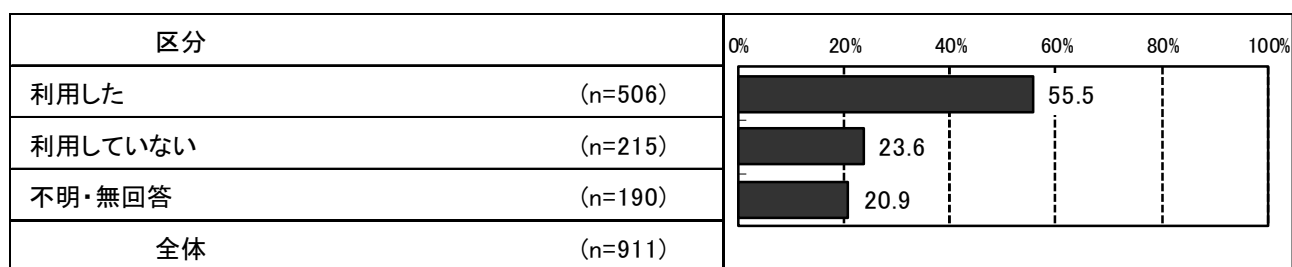 区分 0% 20% 40% 60% 80% 100%
利用した (n=506) 55.5
利用していない (n=215) 23.6
不明・無回答 (n=190) 20.9
全体 (n=911)